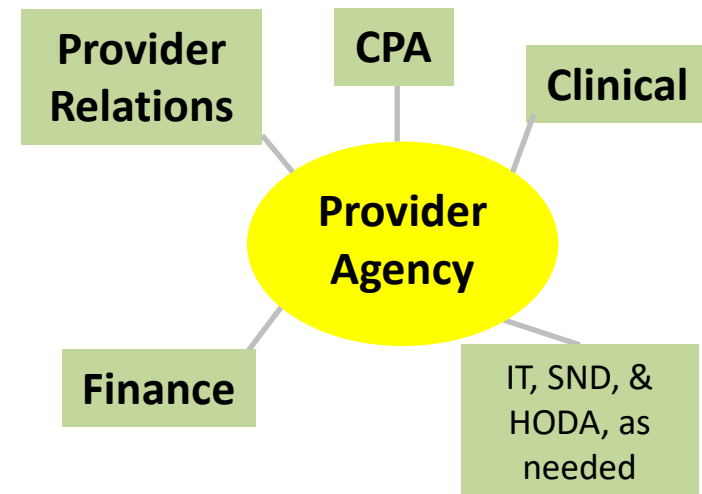 Provider
Relations
CPA
Clinical
Provider
Agency
Finance
IT, SND, &
HODA, as
needed